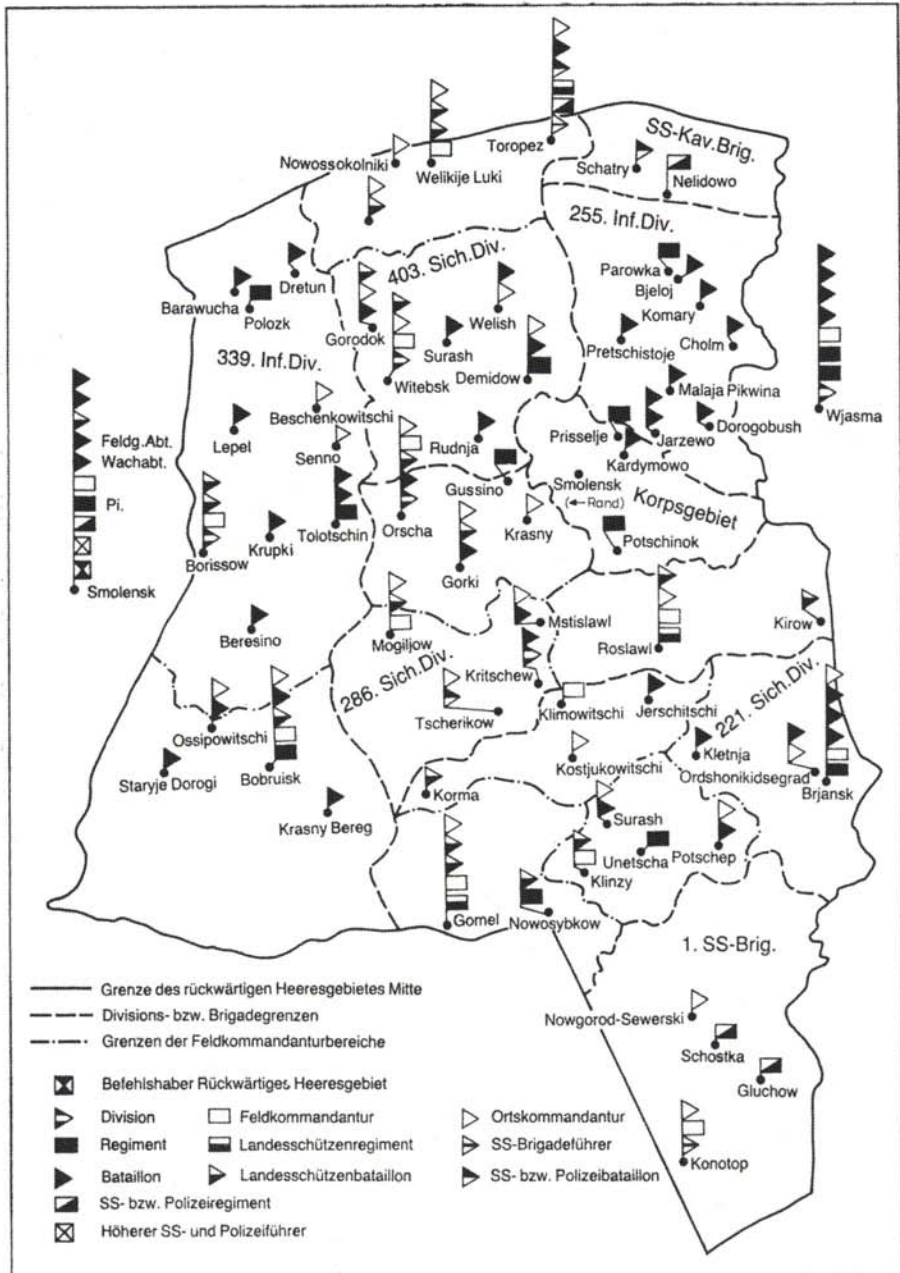 Toropez
SS-Kav.Brig.
Nowossokolniki
Welikije Luki
Schatry
Nelidowo
255. Inf.Div.
403. Sich.Div.
Dretun
Parowka
Bjeloj
Barawucha
Polozk
Komary
Welish
Gorodok
Surash
Pretschistoje
Cholm
339. Inf.Div.
Witebsk
Demidow
Malaja Pikwina
Wjasma
Beschenkowitschi
Feldg.Abt.
Wachabt.
Lepel
Senno
Rudnja
Prisselje
Jarzewo
Dorogobush
Kardymowo
Gussino
Smolensk
(←Rand)
Korpsgebiet
Pi.
Tolotschin
Orscha
Krasny
Potschinok
Borissow
Krupki
Gorki
Smolensk
Beresino
Mogiljow
Mstislawl
Roslawl
Kirow
286. Sich.Div.
Kritschew
Tscherikow
Klimowitschi
Jerschitschi
221. Sich.Div.
Ossipowitschi
Kletnja
Staryje Dorogi
Bobruisk
Kostjukowitschi
Ordshonikidsegrad
Brjansk
Korma
Krasny Bereg
Surash
Unetscha
Potschep
Klinzy
Gomel
Nowosybkow
1. SS-Brig.
Grenze des rückwärtigen Heeresgebietes Mitte
Divisions- bzw. Brigadegrenzen
Grenzen der Feldkommandanturbereiche
Nowgorod-Sewerski
Schostka
Gluchow
Konotop
Befehlshaber Rückwärtiges Heeresgebiet
Division Feldkommandantur Ortskommandantur
Regiment Landesschützenregiment SS-Brigadeführer
Bataillon Landesschützenbataillon SS- bzw. Polizeibataillon
SS- bzw. Polizeiregiment
Höherer SS- und Polizeiführer